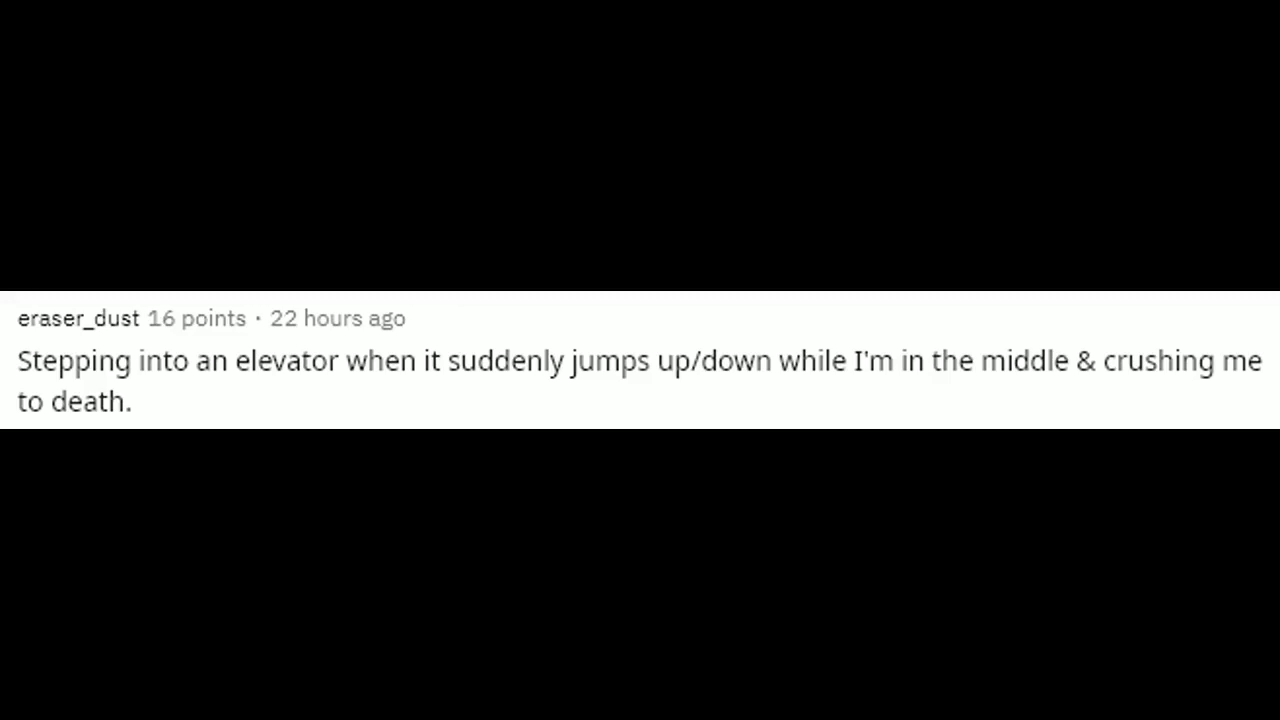 eraser_dust 16 points · 22 hours ago
Stepping into an elevator when it suddenly jumps up/down while I'm in the middle & crushing me
to death.